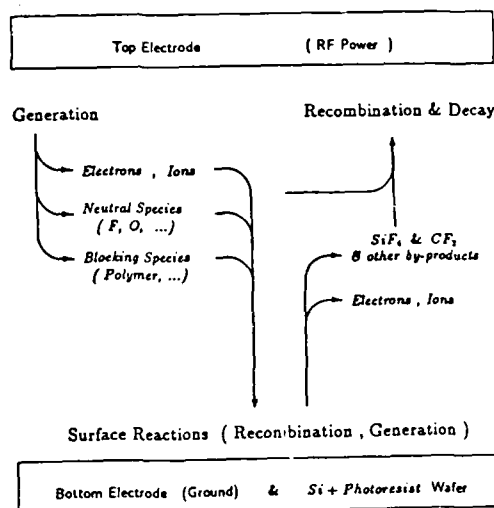 Top Electrode ( RF Power )
Generation
Recombination & Decay
Electrons , Ions
Neutral Species
( F, O, ...)
Blocking Species
( Polymer, ...)
SiF₄ & CF₂
& other by-products
Electrons , Ions
Surface Reactions ( Recombination , Generation )
Bottom Electrode (Ground) & Si + Photoresist Wafer